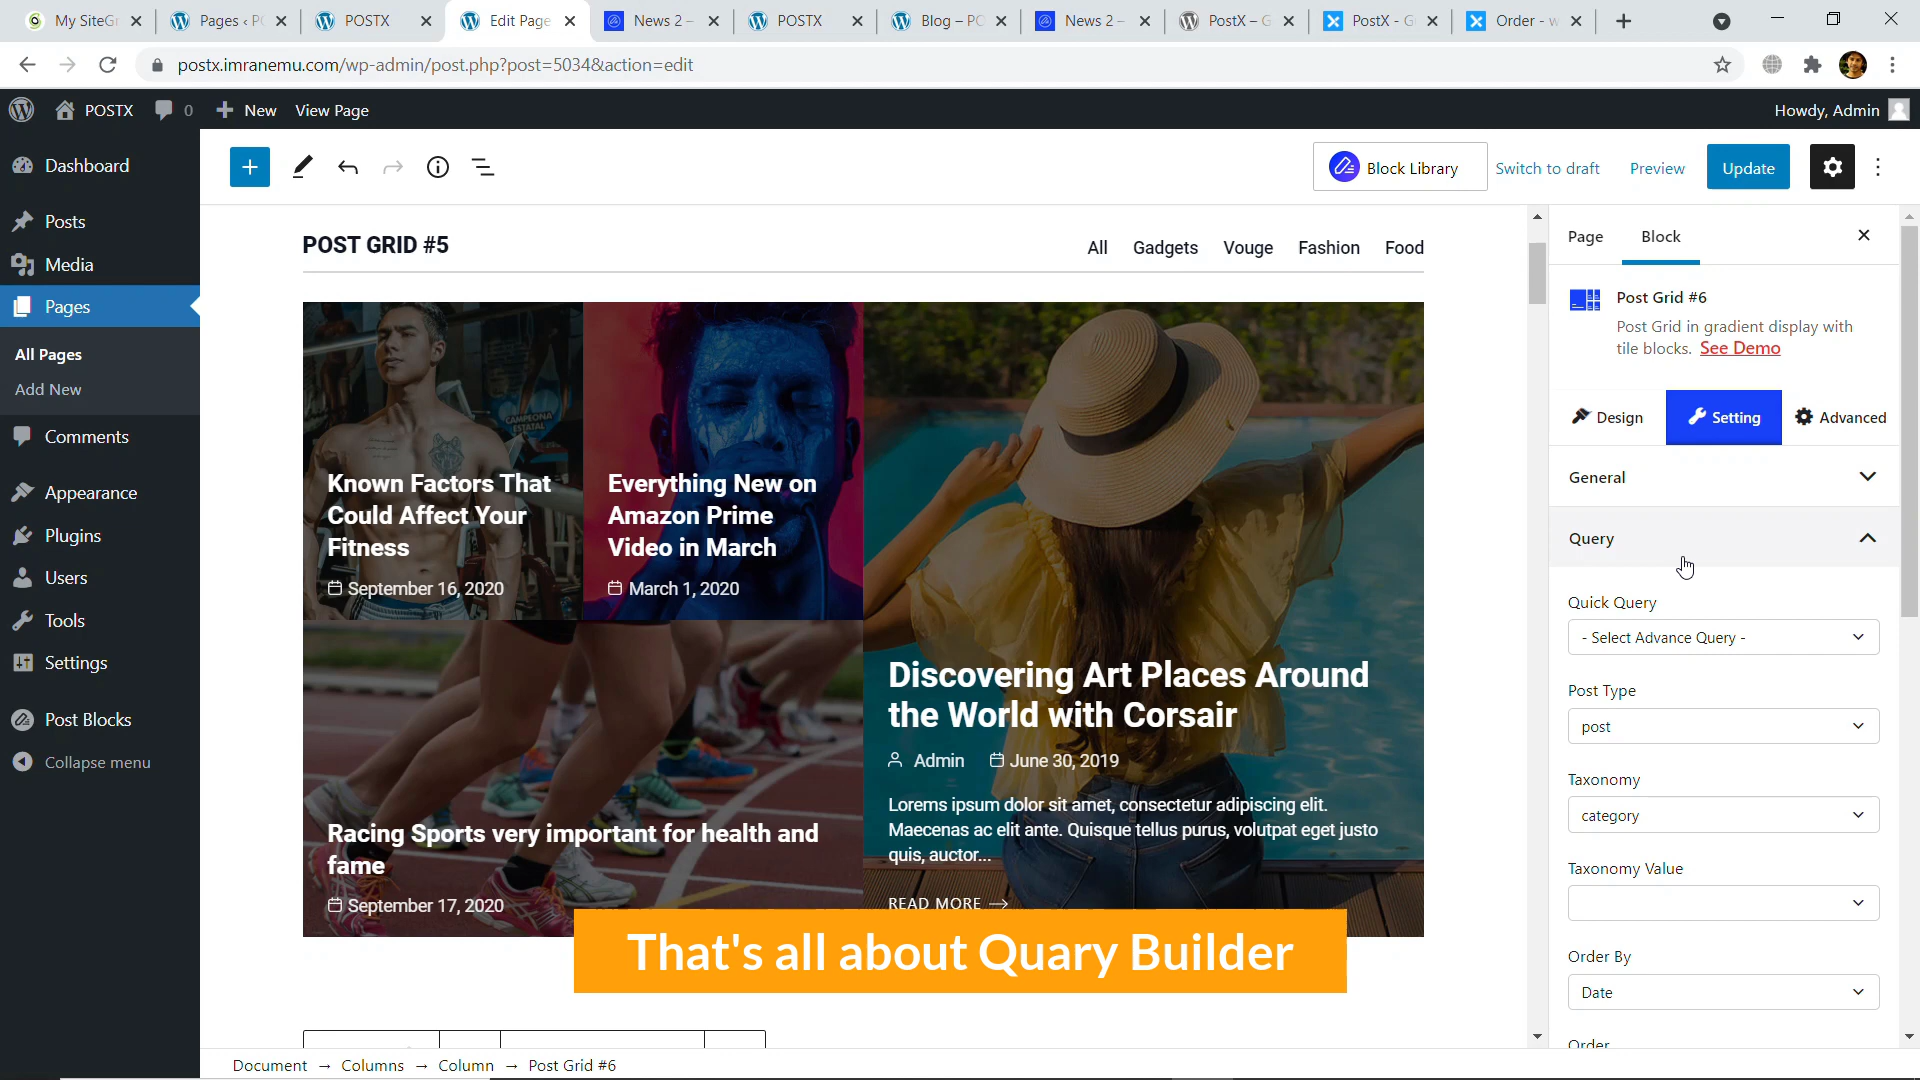 My SiteGr
Pages ‹ PO
POSTX
Edit Page
News 2 –
POSTX
Blog – PO
News 2 –
PostX – G
PostX - G
Order - w
postx.imranemu.com/wp-admin/post.php?post=5034&action=edit
POSTX
0
New
View Page
Howdy, Admin
Dashboard
Posts
Media
Pages
All Pages
Add New
Comments
Appearance
Plugins
Users
Tools
Settings
Post Blocks
Collapse menu
Block Library
Switch to draft
Preview
Update
POST GRID #5
All
Gadgets
Vouge
Fashion
Food
CAMPEONA
ESTATAL
Known Factors That
Could Affect Your
Fitness
September 16, 2020
Everything New on
Amazon Prime
Video in March
March 1, 2020
Racing Sports very important for health and
fame
September 17, 2020
Discovering Art Places Around
the World with Corsair
Admin
June 30, 2019
Lorems ipsum dolor sit amet, consectetur adipiscing elit.
Maecenas ac elit ante. Quisque tellus purus, volutpat eget justo
quis, auctor...
READ MORE
That's all about Quary Builder
Page
Block
Post Grid #6
Post Grid in gradient display with
tile blocks. See Demo
Design
Setting
Advanced
General
Query
Quick Query
- Select Advance Query -
Post Type
post
Taxonomy
category
Taxonomy Value
Order By
Date
Order
Document → Columns → Column → Post Grid #6